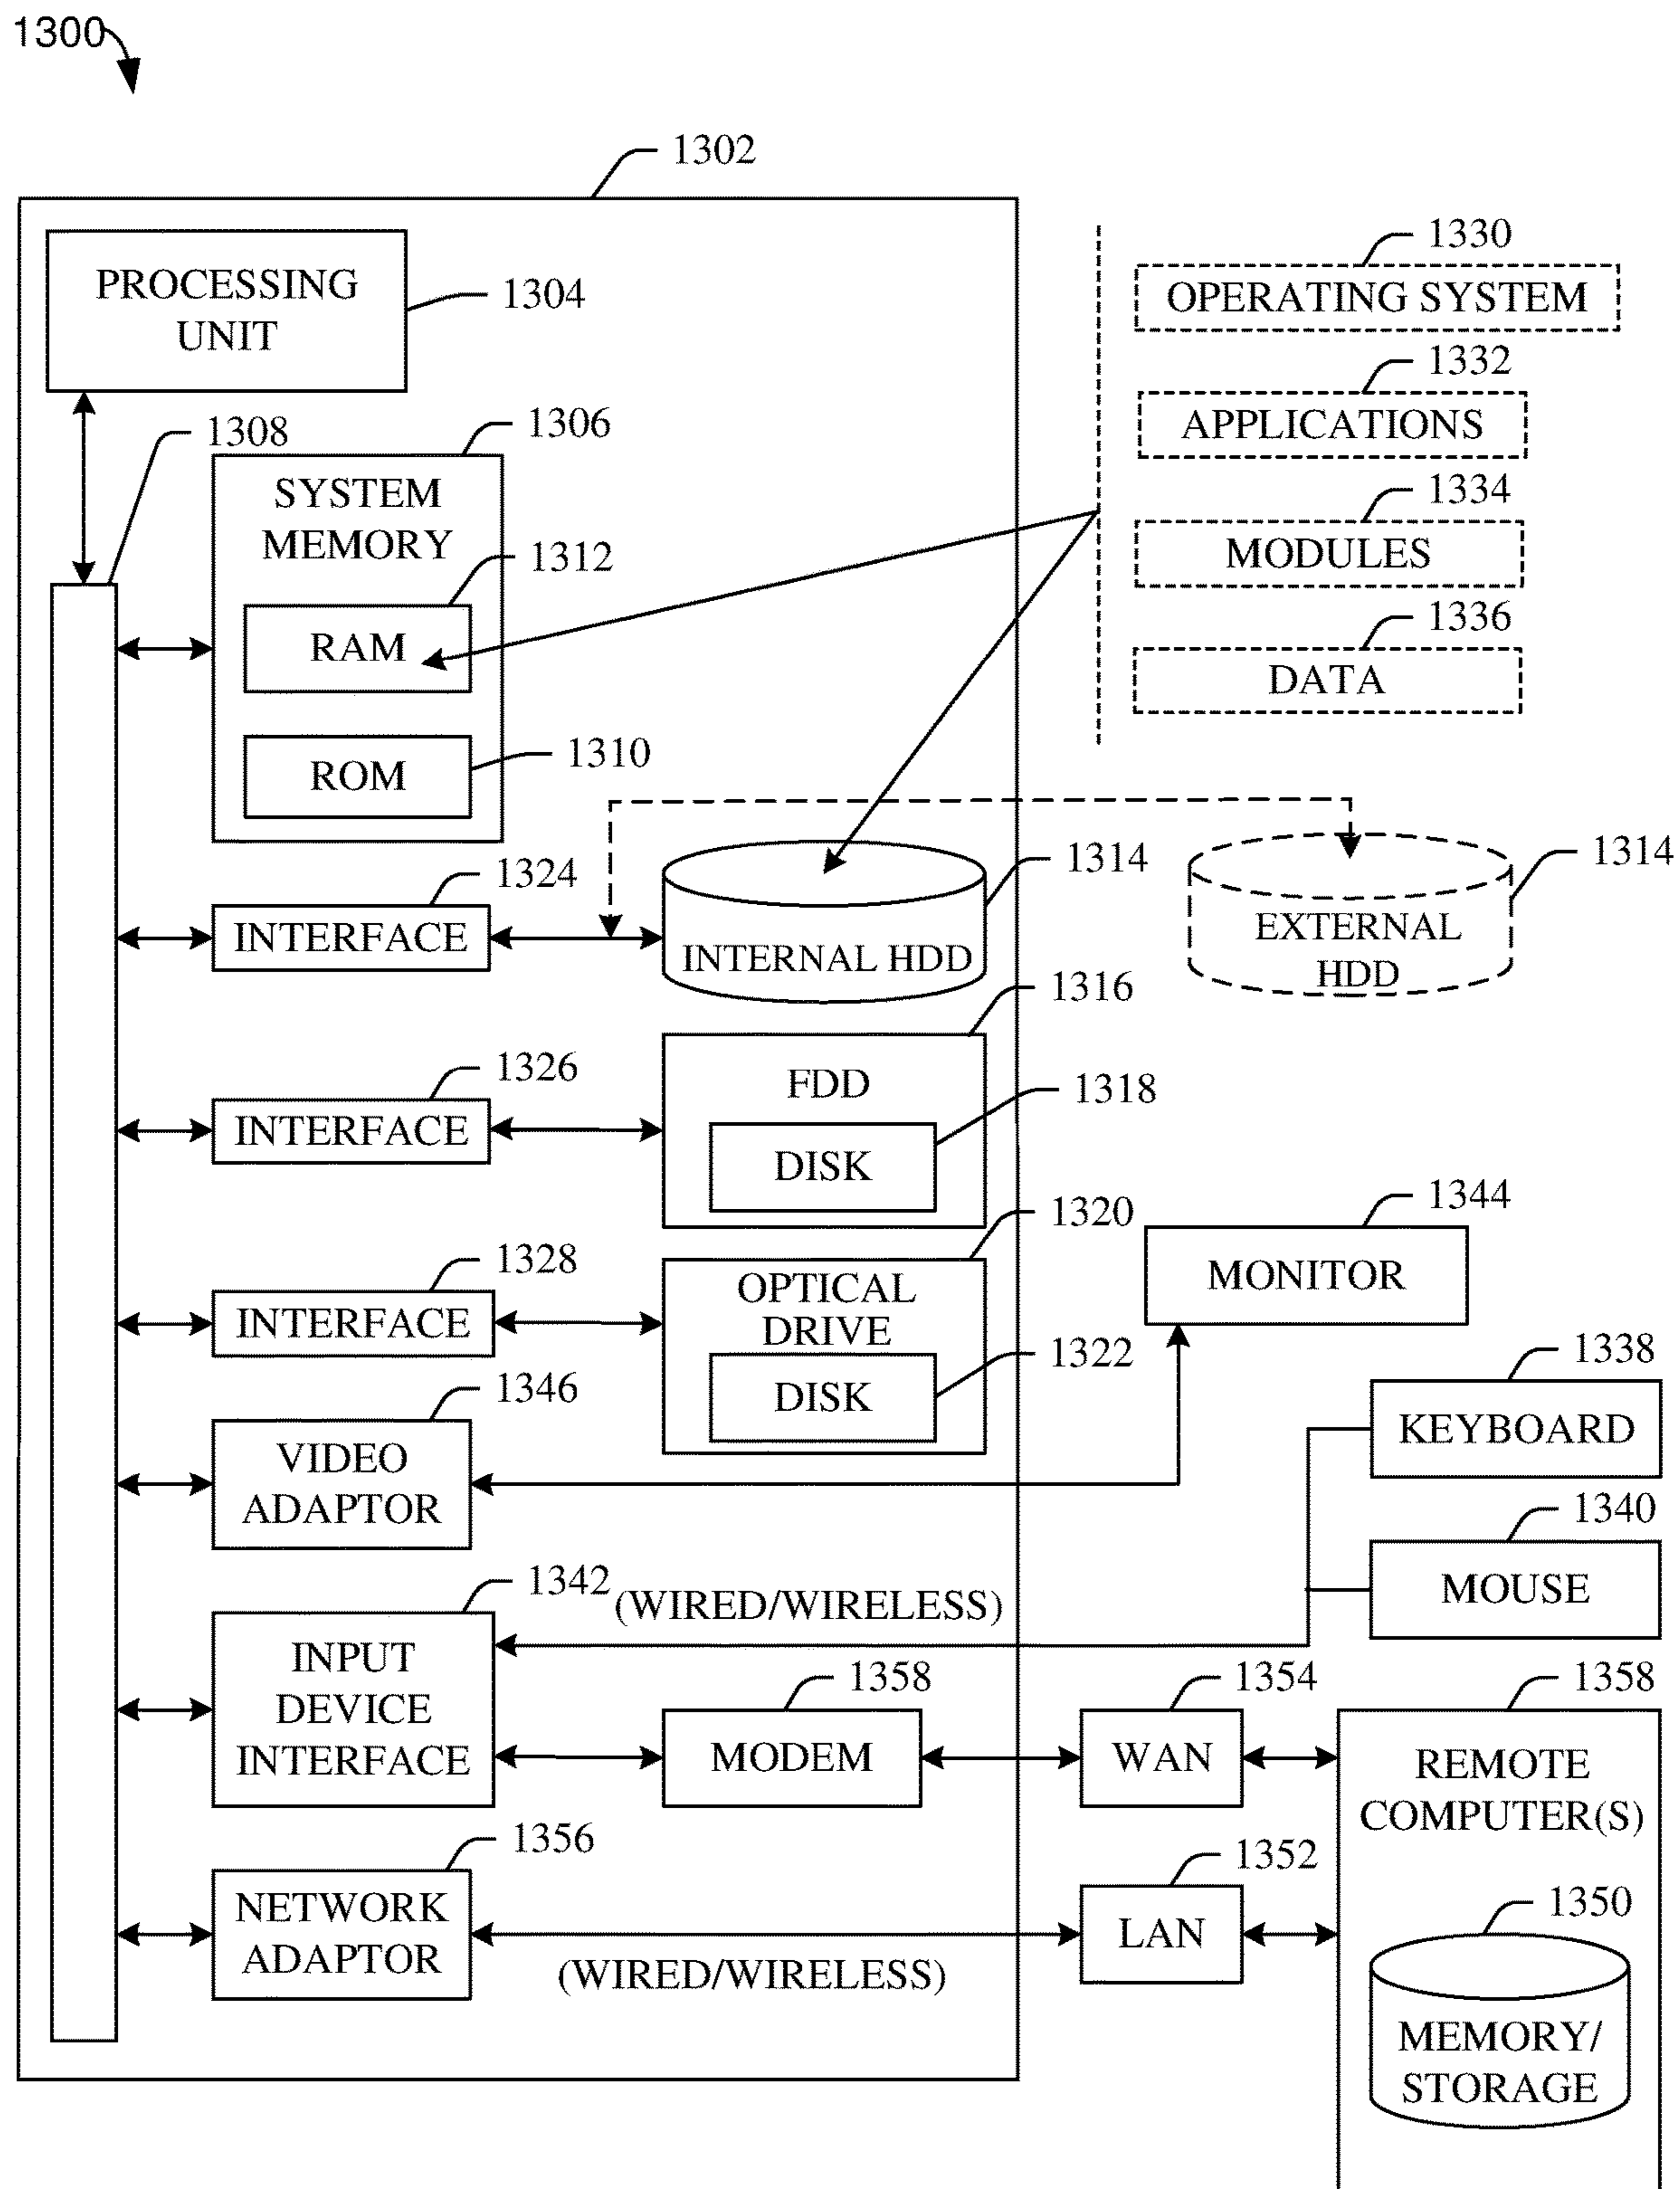 1300
1302
PROCESSING
UNIT
1304
1330
OPERATING SYSTEM
1332
APPLICATIONS
1334
MODULES
1336
DATA
1308
1306
SYSTEM
MEMORY
1312
RAM
1310
ROM
1324
INTERFACE
1314
INTERNAL HDD
1314
EXTERNAL
HDD
1316
1326
INTERFACE
FDD
1318
DISK
1320
1328
INTERFACE
OPTICAL
DRIVE
1322
DISK
1344
MONITOR
1346
VIDEO
ADAPTOR
1338
KEYBOARD
1340
MOUSE
1342
(WIRED/WIRELESS)
INPUT
DEVICE
INTERFACE
1358
MODEM
1354
WAN
1358
REMOTE
COMPUTER(S)
1356
NETWORK
ADAPTOR
(WIRED/WIRELESS)
1352
LAN
1350
MEMORY/
STORAGE